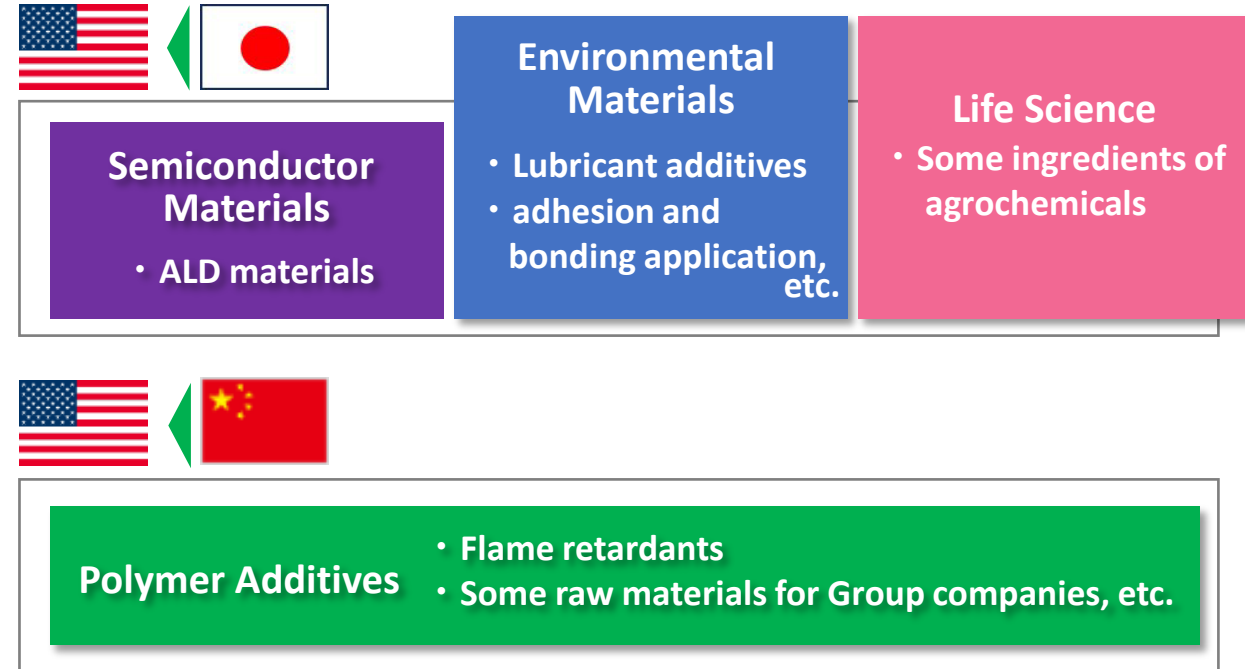 Semiconductor
Materials
・ALD materials
Environmental
Materials
・Lubricant additives
・adhesion and
bonding application,
etc.
Life Science
・Some ingredients of
agrochemicals
Polymer Additives
・Flame retardants
・Some raw materials for Group companies, etc.